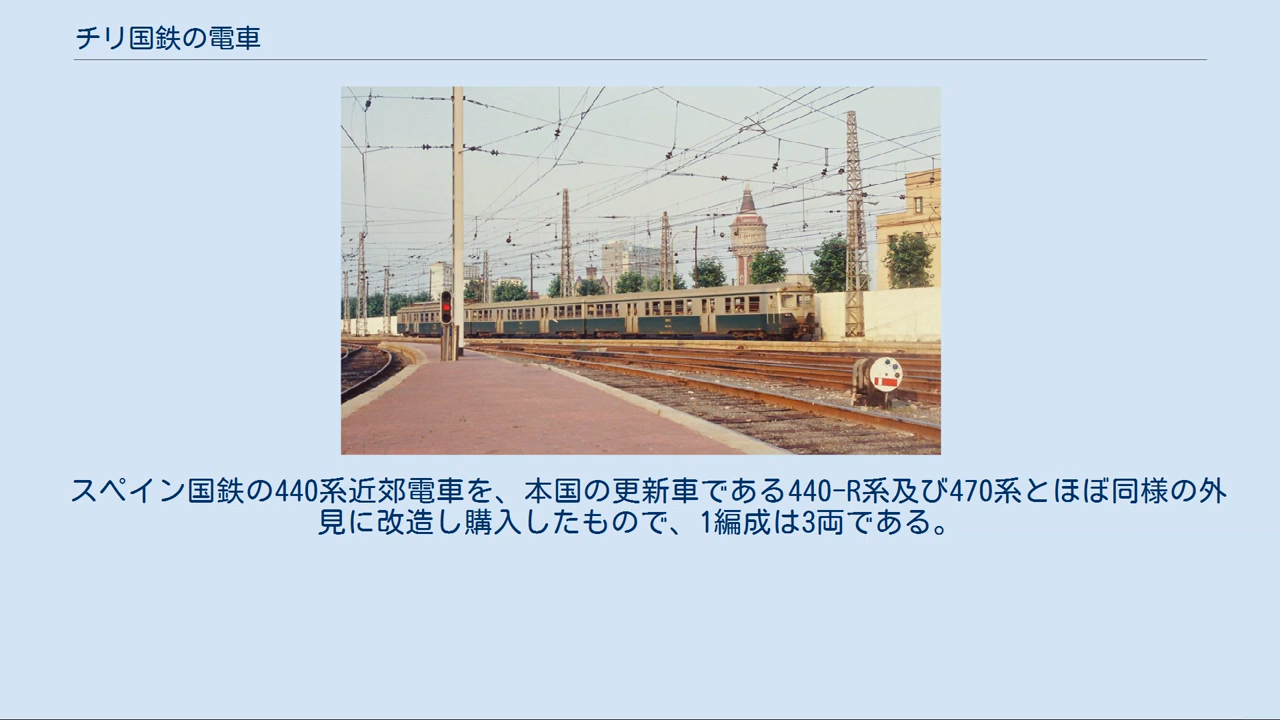 チリ国鉄の電車
スペイン国鉄の440系近郊電車を、本国の更新車である440-R系及び470系とほぼ同様の外
見に改造し購入したもので、1編成は3両である。